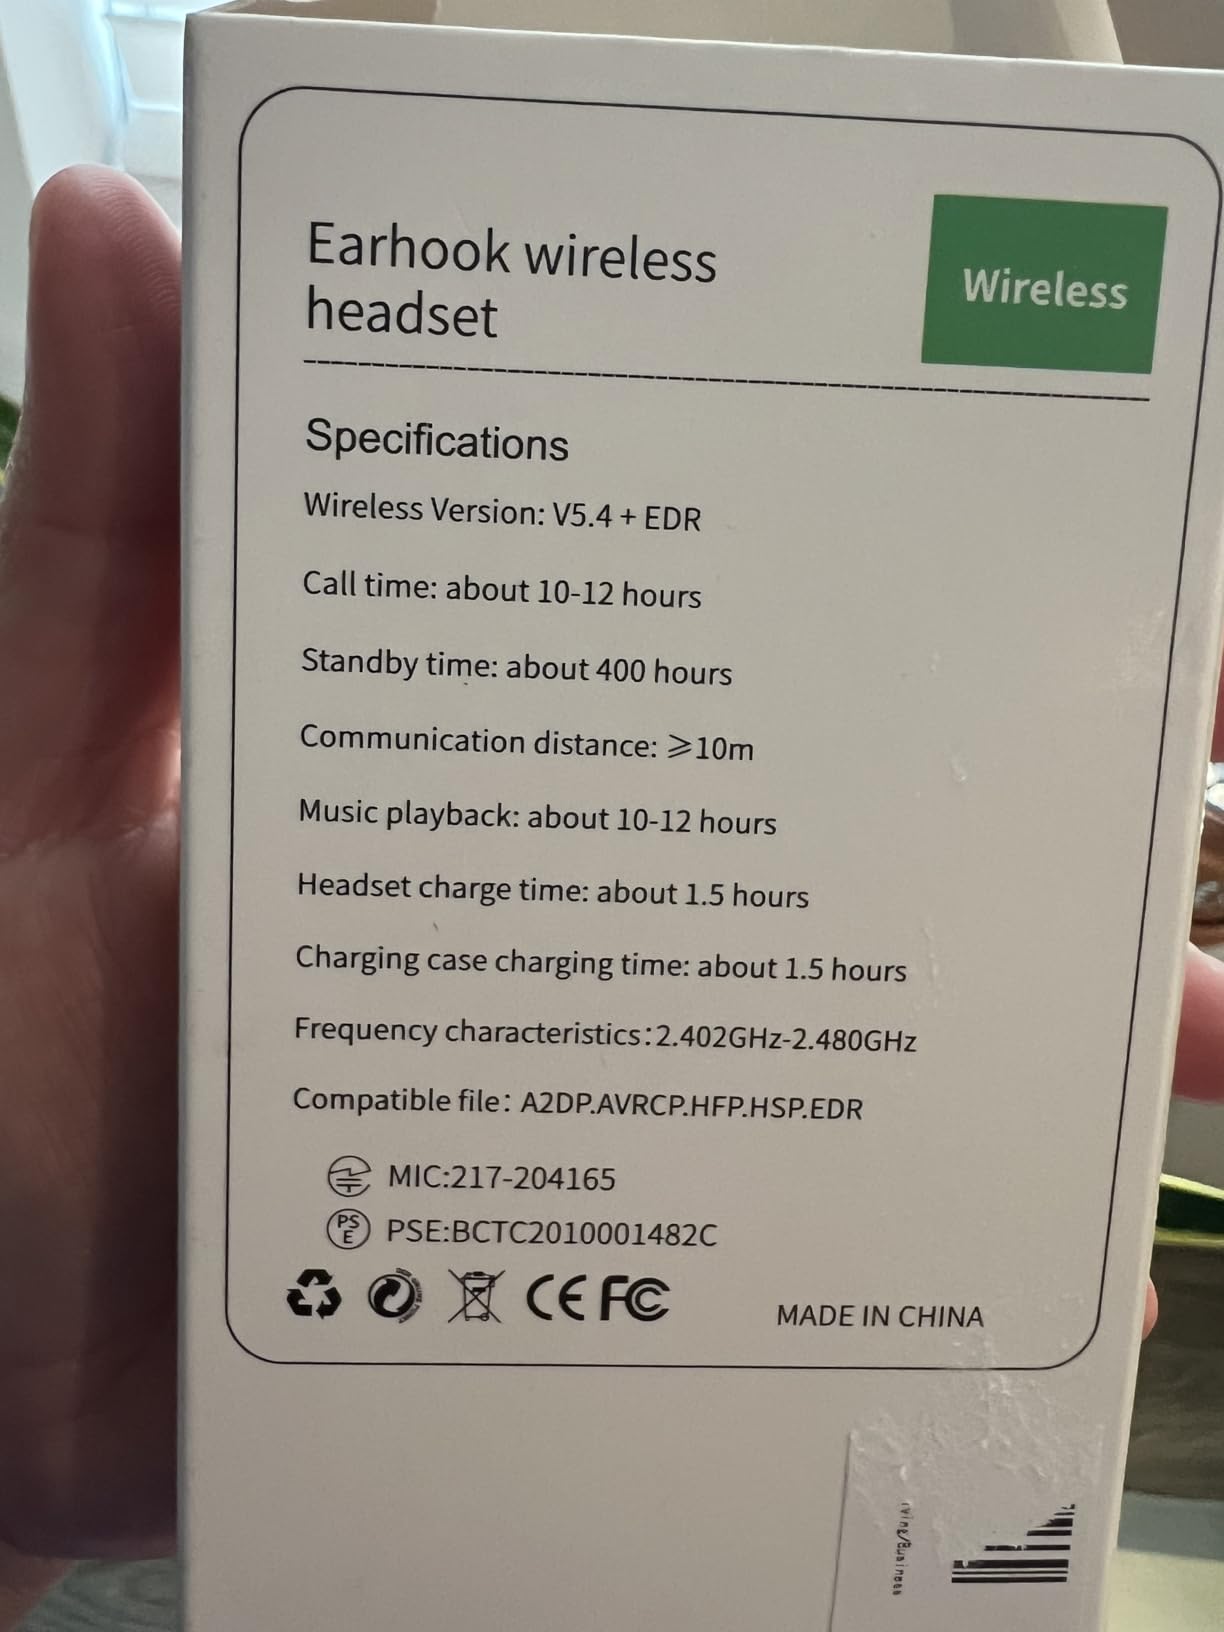 Earhook wireless
headset
Wireless
Specifications
Wireless Version: V5.4 + EDR
Call time: about 10-12 hours
Standby time: about 400 hours
Communication distance: ⩾10m
Music playback: about 10-12 hours
Headset charge time: about 1.5 hours
Charging case charging time: about 1.5 hours
Frequency characteristics:2.402GHz-2.480GHz
Compatible file: A2DP.AVRCP.HFP.HSP.EDR
MIC:217-204165
PS
E
PSE:BCTC2010001482C
CE FC
MADE IN CHINA
/Business